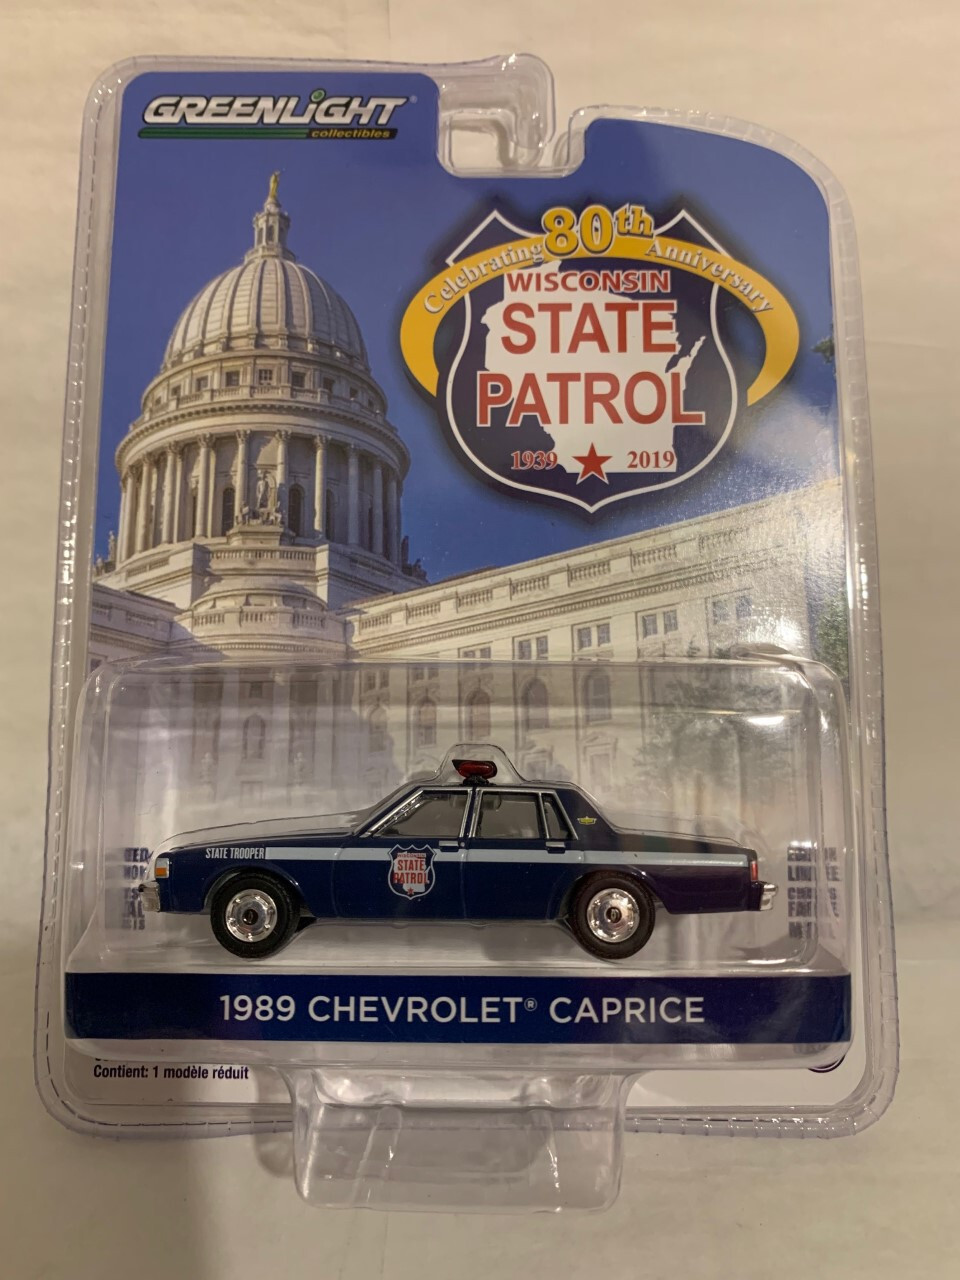 GREENLiGHT®
collectibles
Celebrating 80th Anniversary
WISCONSIN
STATE
PATROL
1939 2019
STATE TROOPER
WISCONSIN
STATE
PATROL
1989 CHEVROLET® CAPRICE
Contient: 1 modèle réduit